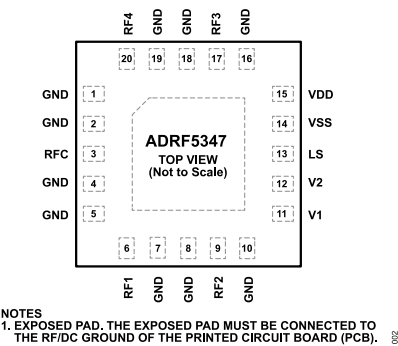 RF4 GND GND RF3 GND
20 19 18 17 16
GND 1 15 VDD
GND 2 14 VSS
RFC 3 13 LS
GND 4 12 V2
GND 5 11 V1
ADRF5347
TOP VIEW
(Not to Scale)
6 7 8 9 10
RF1 GND GND RF2 GND
NOTES
1. EXPOSED PAD. THE EXPOSED PAD MUST BE CONNECTED TO
THE RF/DC GROUND OF THE PRINTED CIRCUIT BOARD (PCB).
002